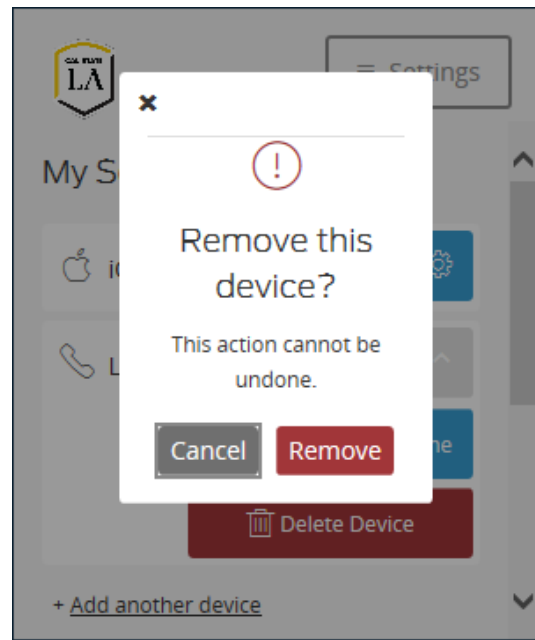 CAL STATE
LA
Settings
My S
Remove this
device?
This action cannot be
undone.
Cancel
Remove
Delete Device
+ Add another device